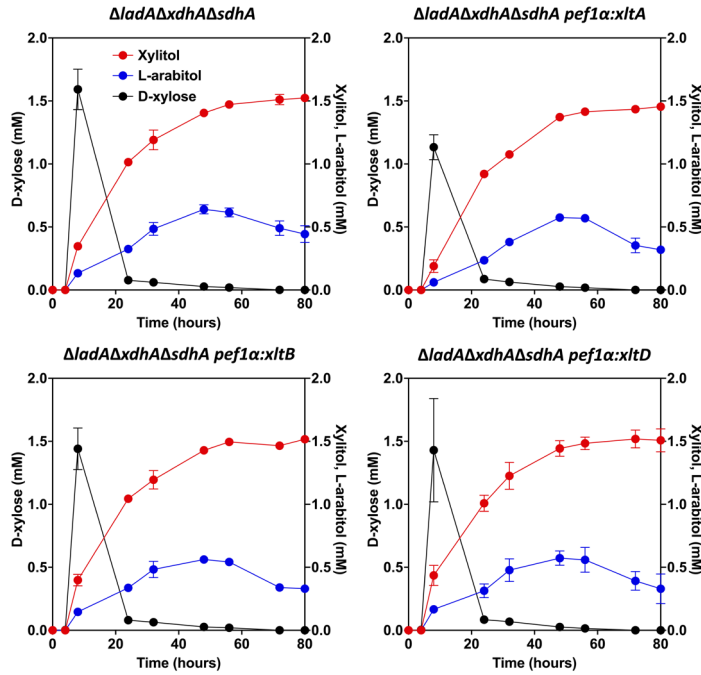 ΔladAΔxdhAΔsdhA
2.0
1.5
1.0
0.5
0.0
D-xylose (mM)
Xylitol
L-arabitol
D-xylose
2.0
1.5
1.0
0.5
0.0
Xylitol, L-arabitol (mM)
0 20 40 60 80
Time (hours)
ΔladAΔxdhAΔsdhA pef1α:xltA
2.0
1.5
1.0
0.5
0.0
D-xylose (mM)
2.0
1.5
1.0
0.5
0.0
Xylitol, L-arabitol (mM)
0 20 40 60 80
Time (hours)
ΔladAΔxdhAΔsdhA pef1α:xltB
2.0
1.5
1.0
0.5
0.0
D-xylose (mM)
2.0
1.5
1.0
0.5
0.0
Xylitol, L-arabitol (mM)
0 20 40 60 80
Time (hours)
ΔladAΔxdhAΔsdhA pef1α:xltD
2.0
1.5
1.0
0.5
0.0
D-xylose (mM)
2.0
1.5
1.0
0.5
0.0
Xylitol, L-arabitol (mM)
0 20 40 60 80
Time (hours)